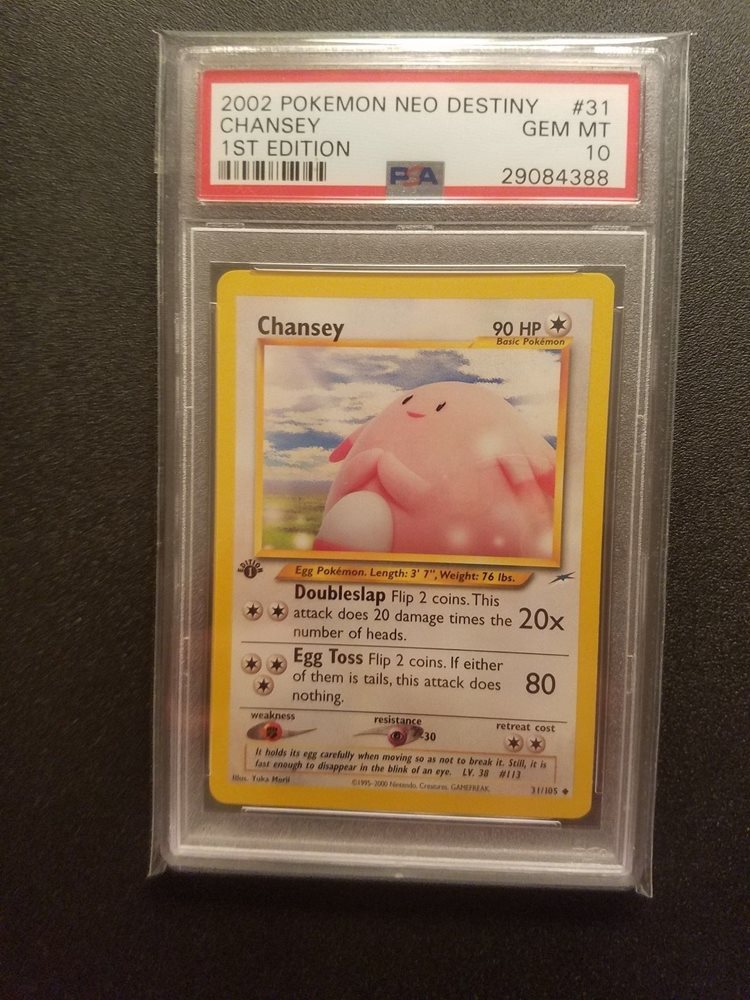 2002 POKEMON NEO DESTINY #31
CHANSEY GEM MT
1ST EDITION 10
PSA 29084388
Chansey 90 HP
Basic Pokémon
EDITION
1
Egg Pokémon. Length: 3' 7", Weight: 76 lbs.
Doubleslap Flip 2 coins. This
attack does 20 damage times the 20x
number of heads.
Egg Toss Flip 2 coins. If either
of them is tails, this attack does 80
nothing.
weakness resistance retreat cost
-30
It holds its egg carefully when moving so as not to break it. Still, it is
fast enough to disappear in the blink of an eye. LV. 38 #113
Illus. Yuka Morii ©1995-2000 Nintendo, Creatures, GAMEFREAK. 31/105